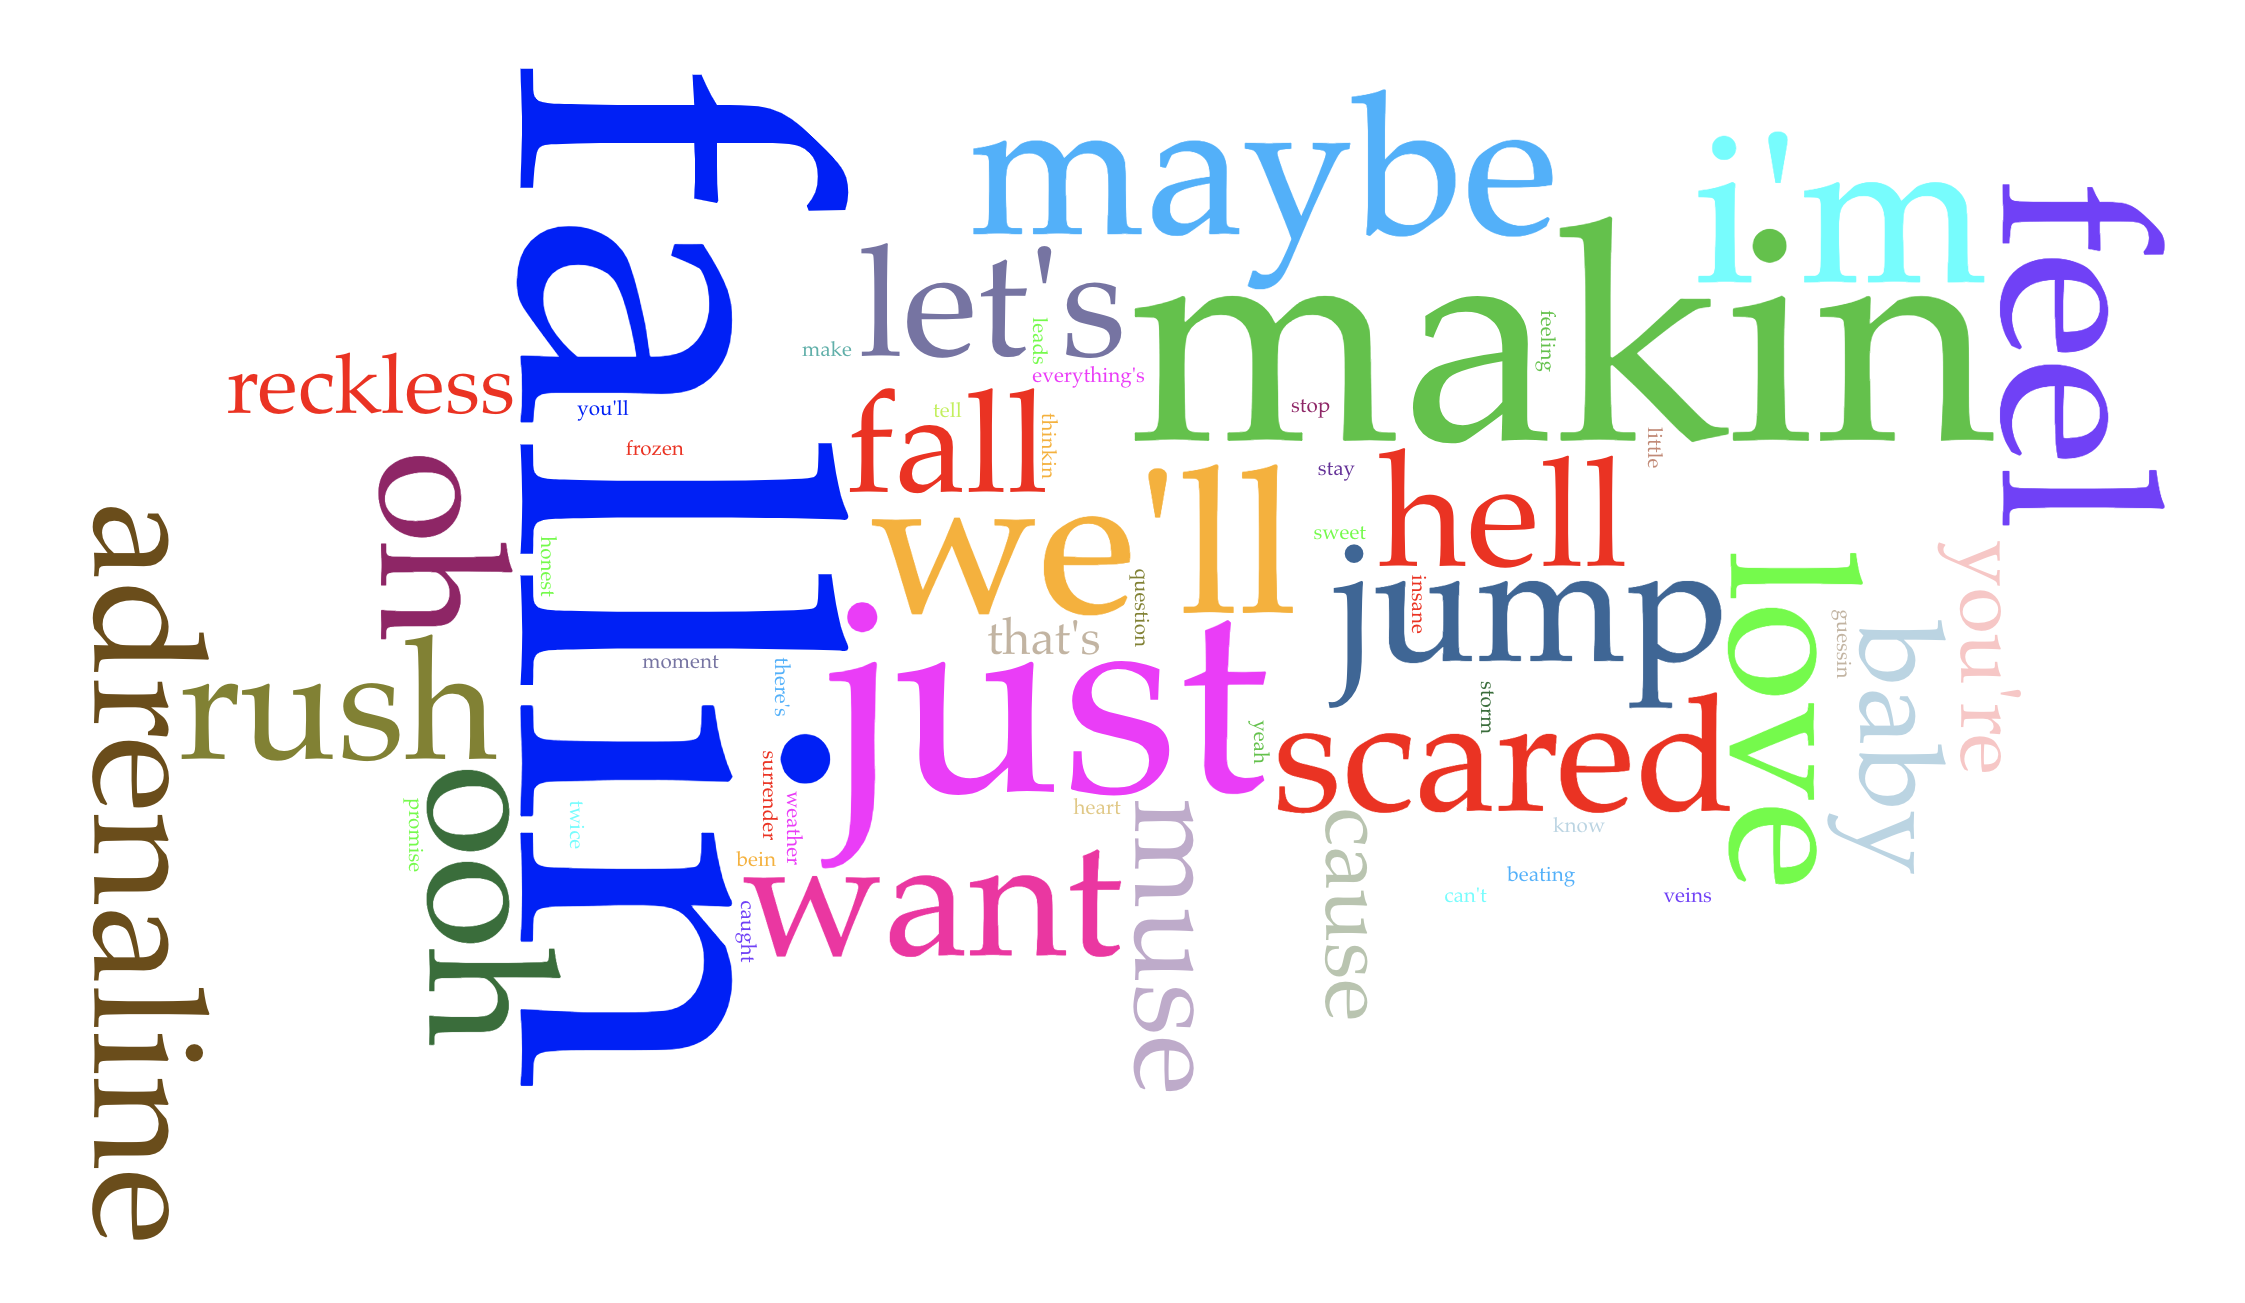 fallin
maybe
i'm
feel
let's
makin
make
leads
everything's
feeling
reckless
you'll
frozen
tell
fall
thinkin
stop
little
stay
hell
oh
honest
we'll
sweet
adrenaline
question
insane
jump
love
you're
guessin
baby
that's
just
rush
moment
there's
yeah
storm
scared
surrender
weather
ooh
promise
twice
heart
muse
cause
know
bein
want
caught
beating
can't
veins